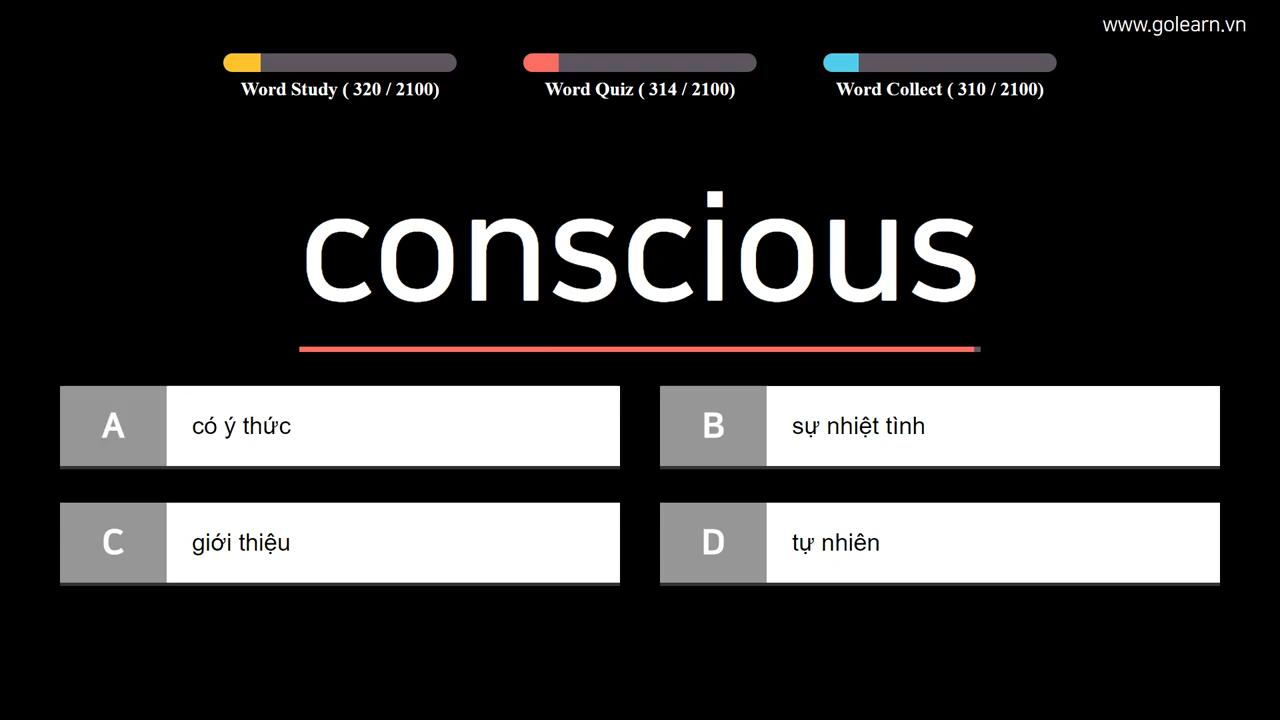 www.golearn.vn
Word Study ( 320 / 2100)
Word Quiz ( 314 / 2100)
Word Collect ( 310 / 2100)
conscious
A có ý thức
B sự nhiệt tình
C giới thiệu
D tự nhiên